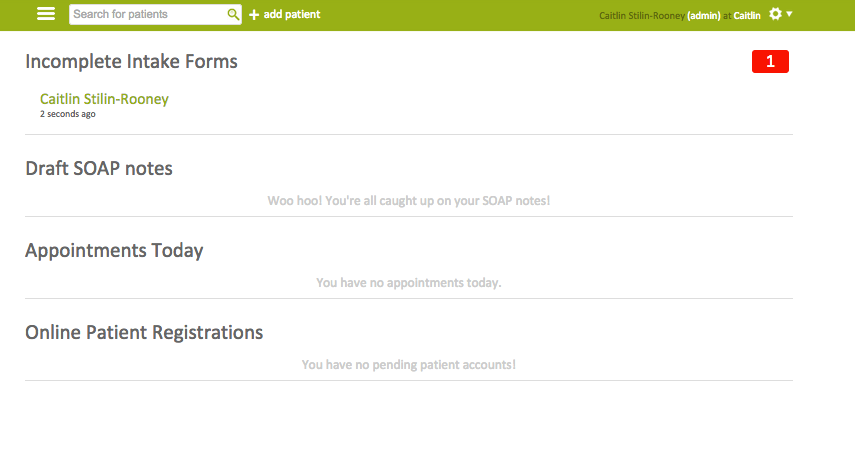 Search for patients
add patient
Caitlin Stilin-Rooney (admin) at Caitlin
Incomplete Intake Forms
1
Caitlin Stilin-Rooney
2 seconds ago
Draft SOAP notes
Woo hoo! You're all caught up on your SOAP notes!
Appointments Today
You have no appointments today.
Online Patient Registrations
You have no pending patient accounts!